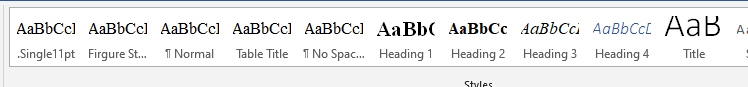 AaBbCcI AaBbCcI AaBbCcI AaBbCcI AaBbCcI AaBb( AaBbCc AaBbCcI AaBbCcD AaB
.Single11pt Firgure St... ¶ Normal Table Title ¶ No Spac... Heading 1 Heading 2 Heading 3 Heading 4 Title
Styles